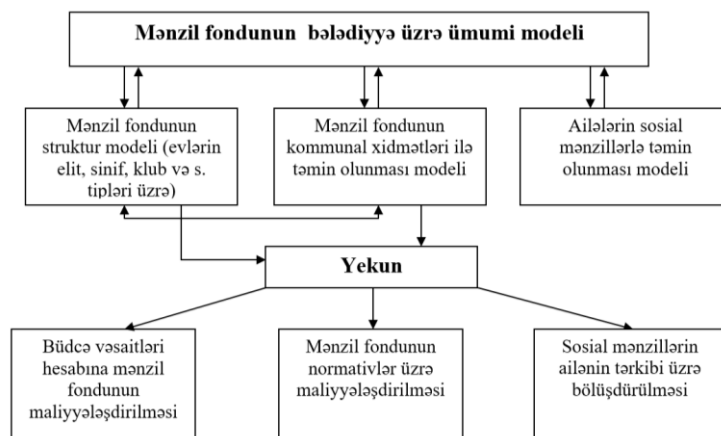 Mənzil fondunun bələdiyyə üzrə ümumi modeli
Mənzil fondunun
struktur modeli (evlərin
elit, sinif, klub və s.
tipləri üzrə)
Mənzil fondunun
kommunal xidmətləri ilə
təmin olunması modeli
Ailələrin sosial
mənzillərlə təmin
olunması modeli
Yekun
Büdcə vəsaitləri
hesabına mənzil
fondunun
maliyyələşdirilməsi
Mənzil fondunun
normativlər üzrə
maliyyələşdirilməsi
Sosial mənzillərin
ailənin tərkibi üzrə
bölüşdürülməsi